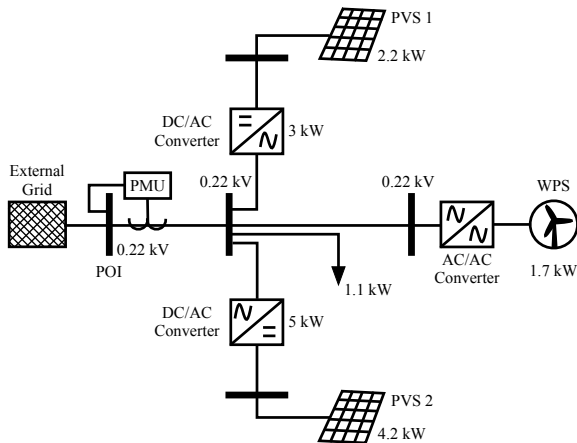 PVS 1
2.2 kW
DC/AC
Converter
3 kW
External
Grid
PMU
0.22 kV
0.22 kV
WPS
0.22 kV
POI
AC/AC
Converter
1.7 kW
1.1 kW
DC/AC
Converter
5 kW
PVS 2
4.2 kW